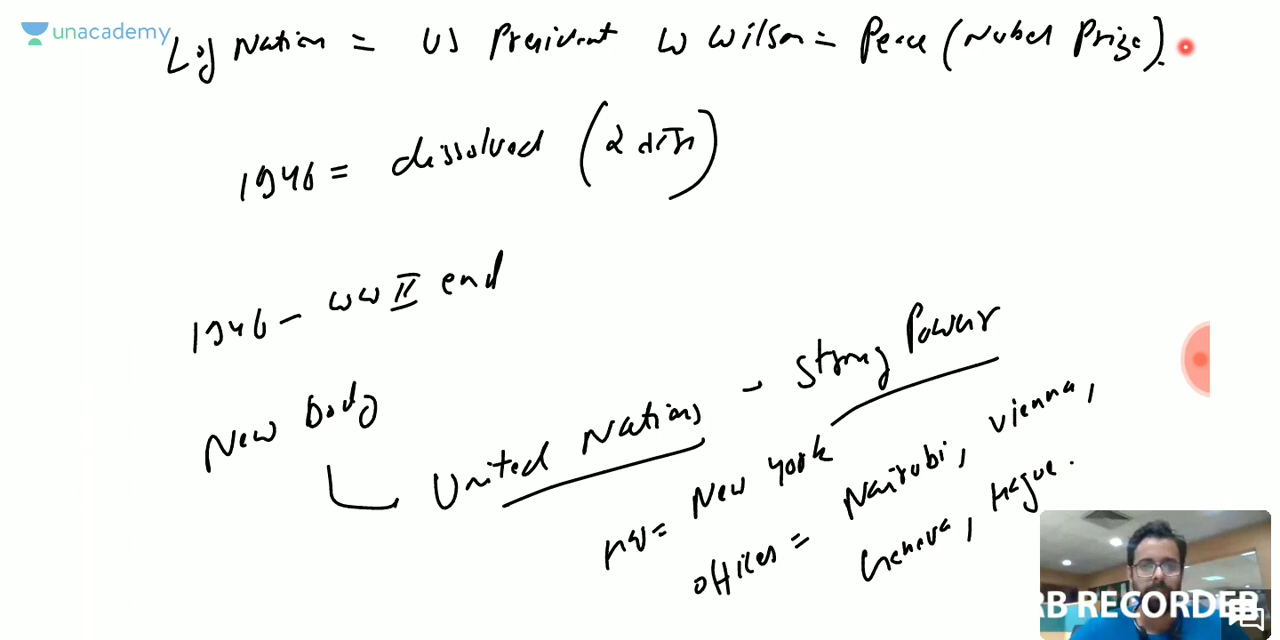 unacademy
L of Nation = US President W Wilson = Peace (Nobel Prize).
1946 = dissolved (2
1946 - WW II end
New Body
United Nations - Strong Power
HQ = New York
offices = Nairobi, Vienna,
Geneva, Hague.
RB RECORDER